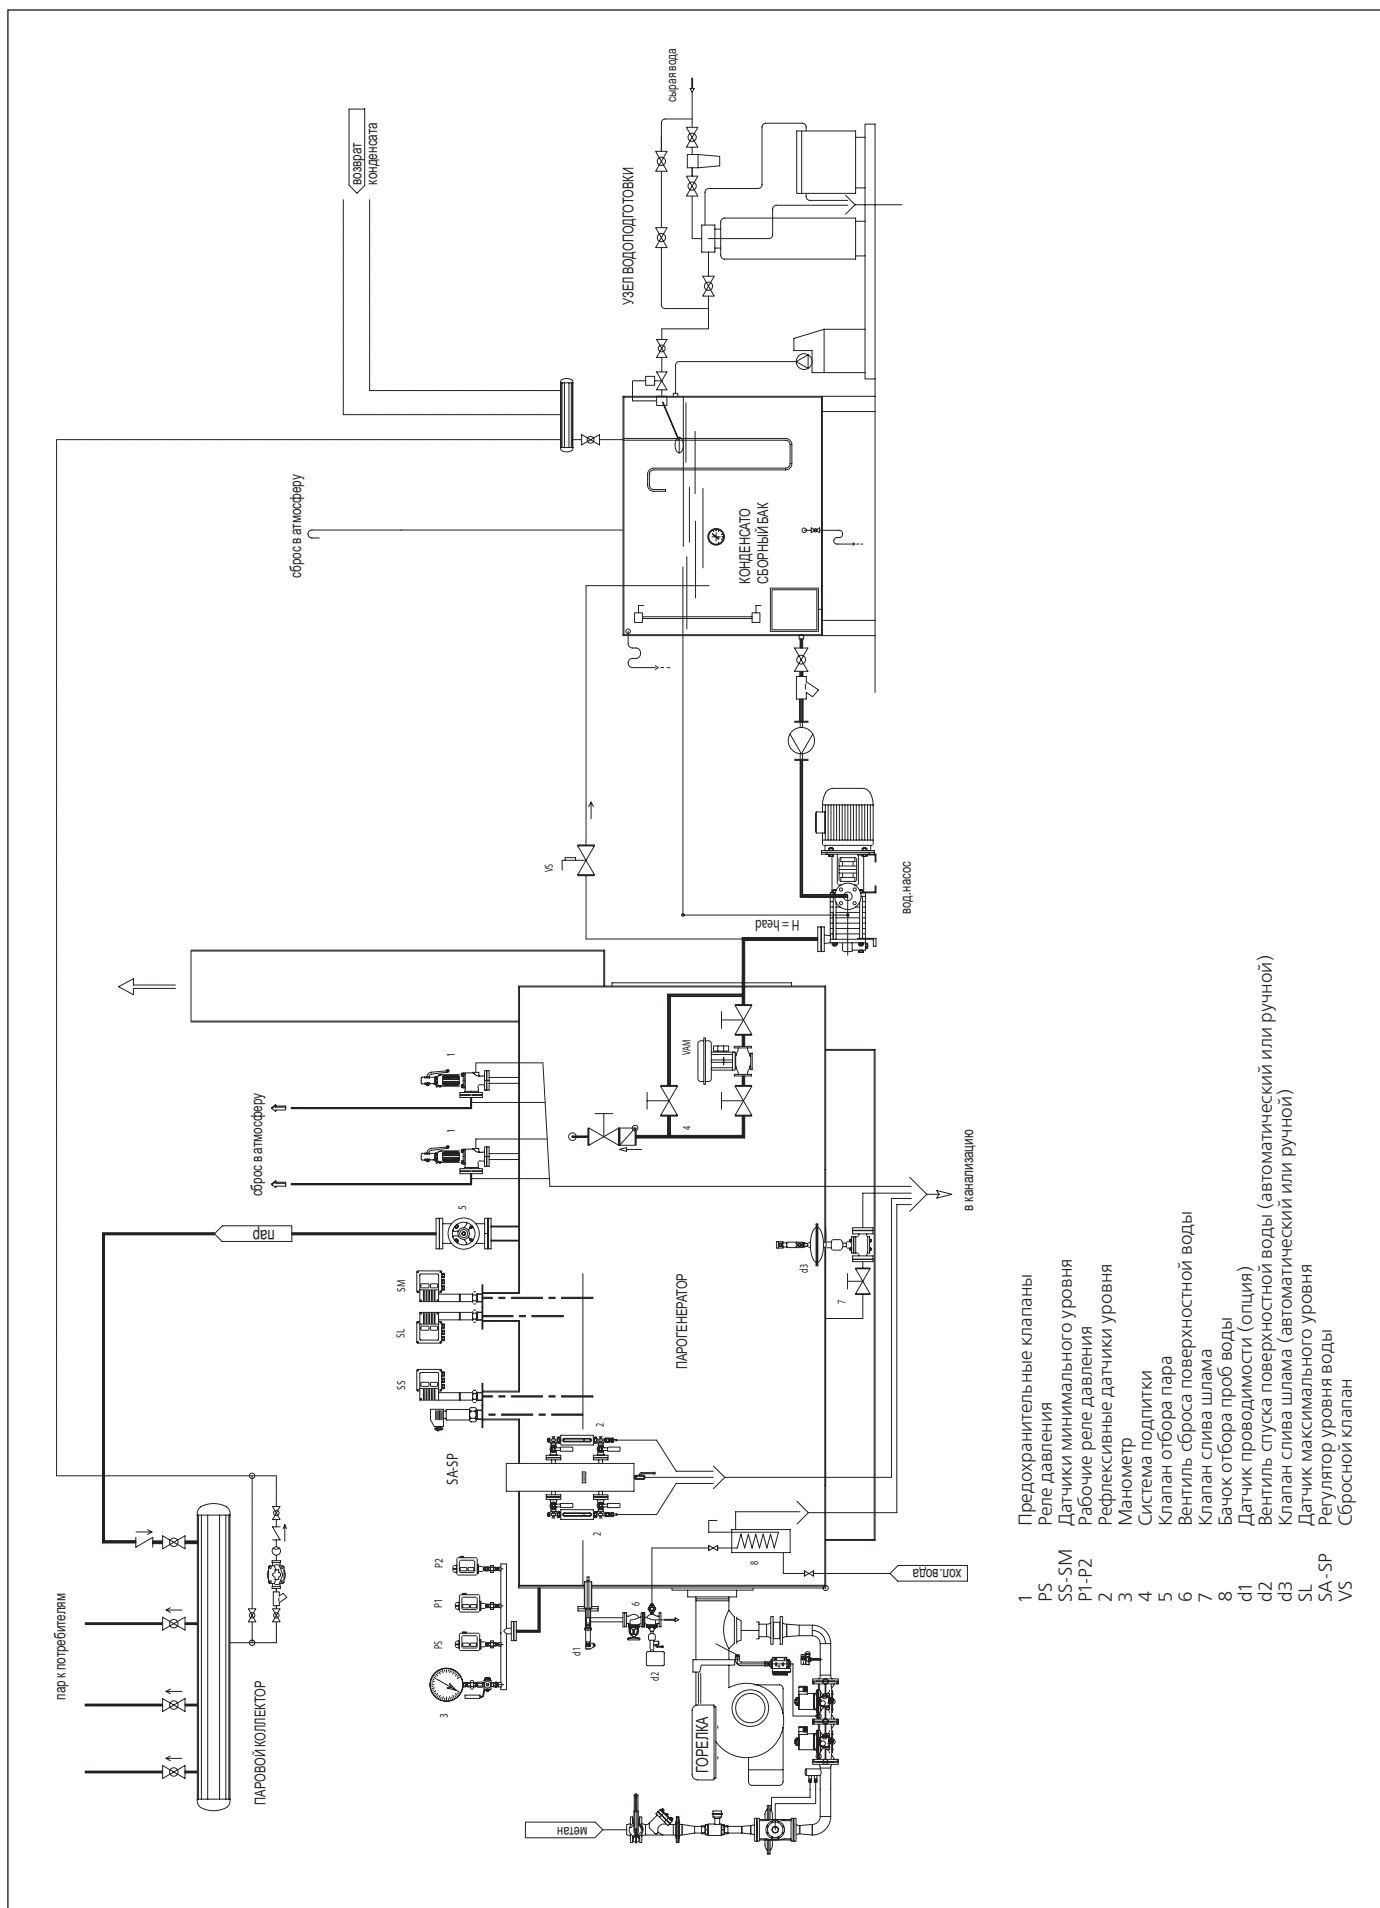 пар к потребителям
ПАРОВОЙ КОЛЛЕКТОР
пар
сброс в атмосферу
сброс в атмосферу
возврат
конденсата
3
PS
P1
P2
SA-SP
SS
SL
SM
5
1
1
VS
УЗЕЛ ВОДОПОДГОТОВКИ
сырая вода
метан
ГОРЕЛКА
d1
d2
6
2
2
8
ПАРОГЕНЕРАТОР
4
VAM
H = head
КОНДЕНСАТО
СБОРНЫЙ БАК
d3
7
хол.вода
в канализацию
вод.насос
1 Предохранительные клапаны
PS Реле давления
SS-SM Датчики минимального уровня
P1-P2 Рабочие реле давления
2 Рефлексивные датчики уровня
3 Манометр
4 Система подпитки
5 Клапан отбора пара
6 Вентиль сброса поверхностной воды
7 Клапан слива шлама
8 Бачок отбора проб воды
d1 Датчик проводимости (опция)
d2 Вентиль спуска поверхностной воды (автоматический или ручной)
d3 Клапан слива шлама (автоматический или ручной)
SL Датчик максимального уровня
SA-SP Регулятор уровня воды
VS Сбросной клапан